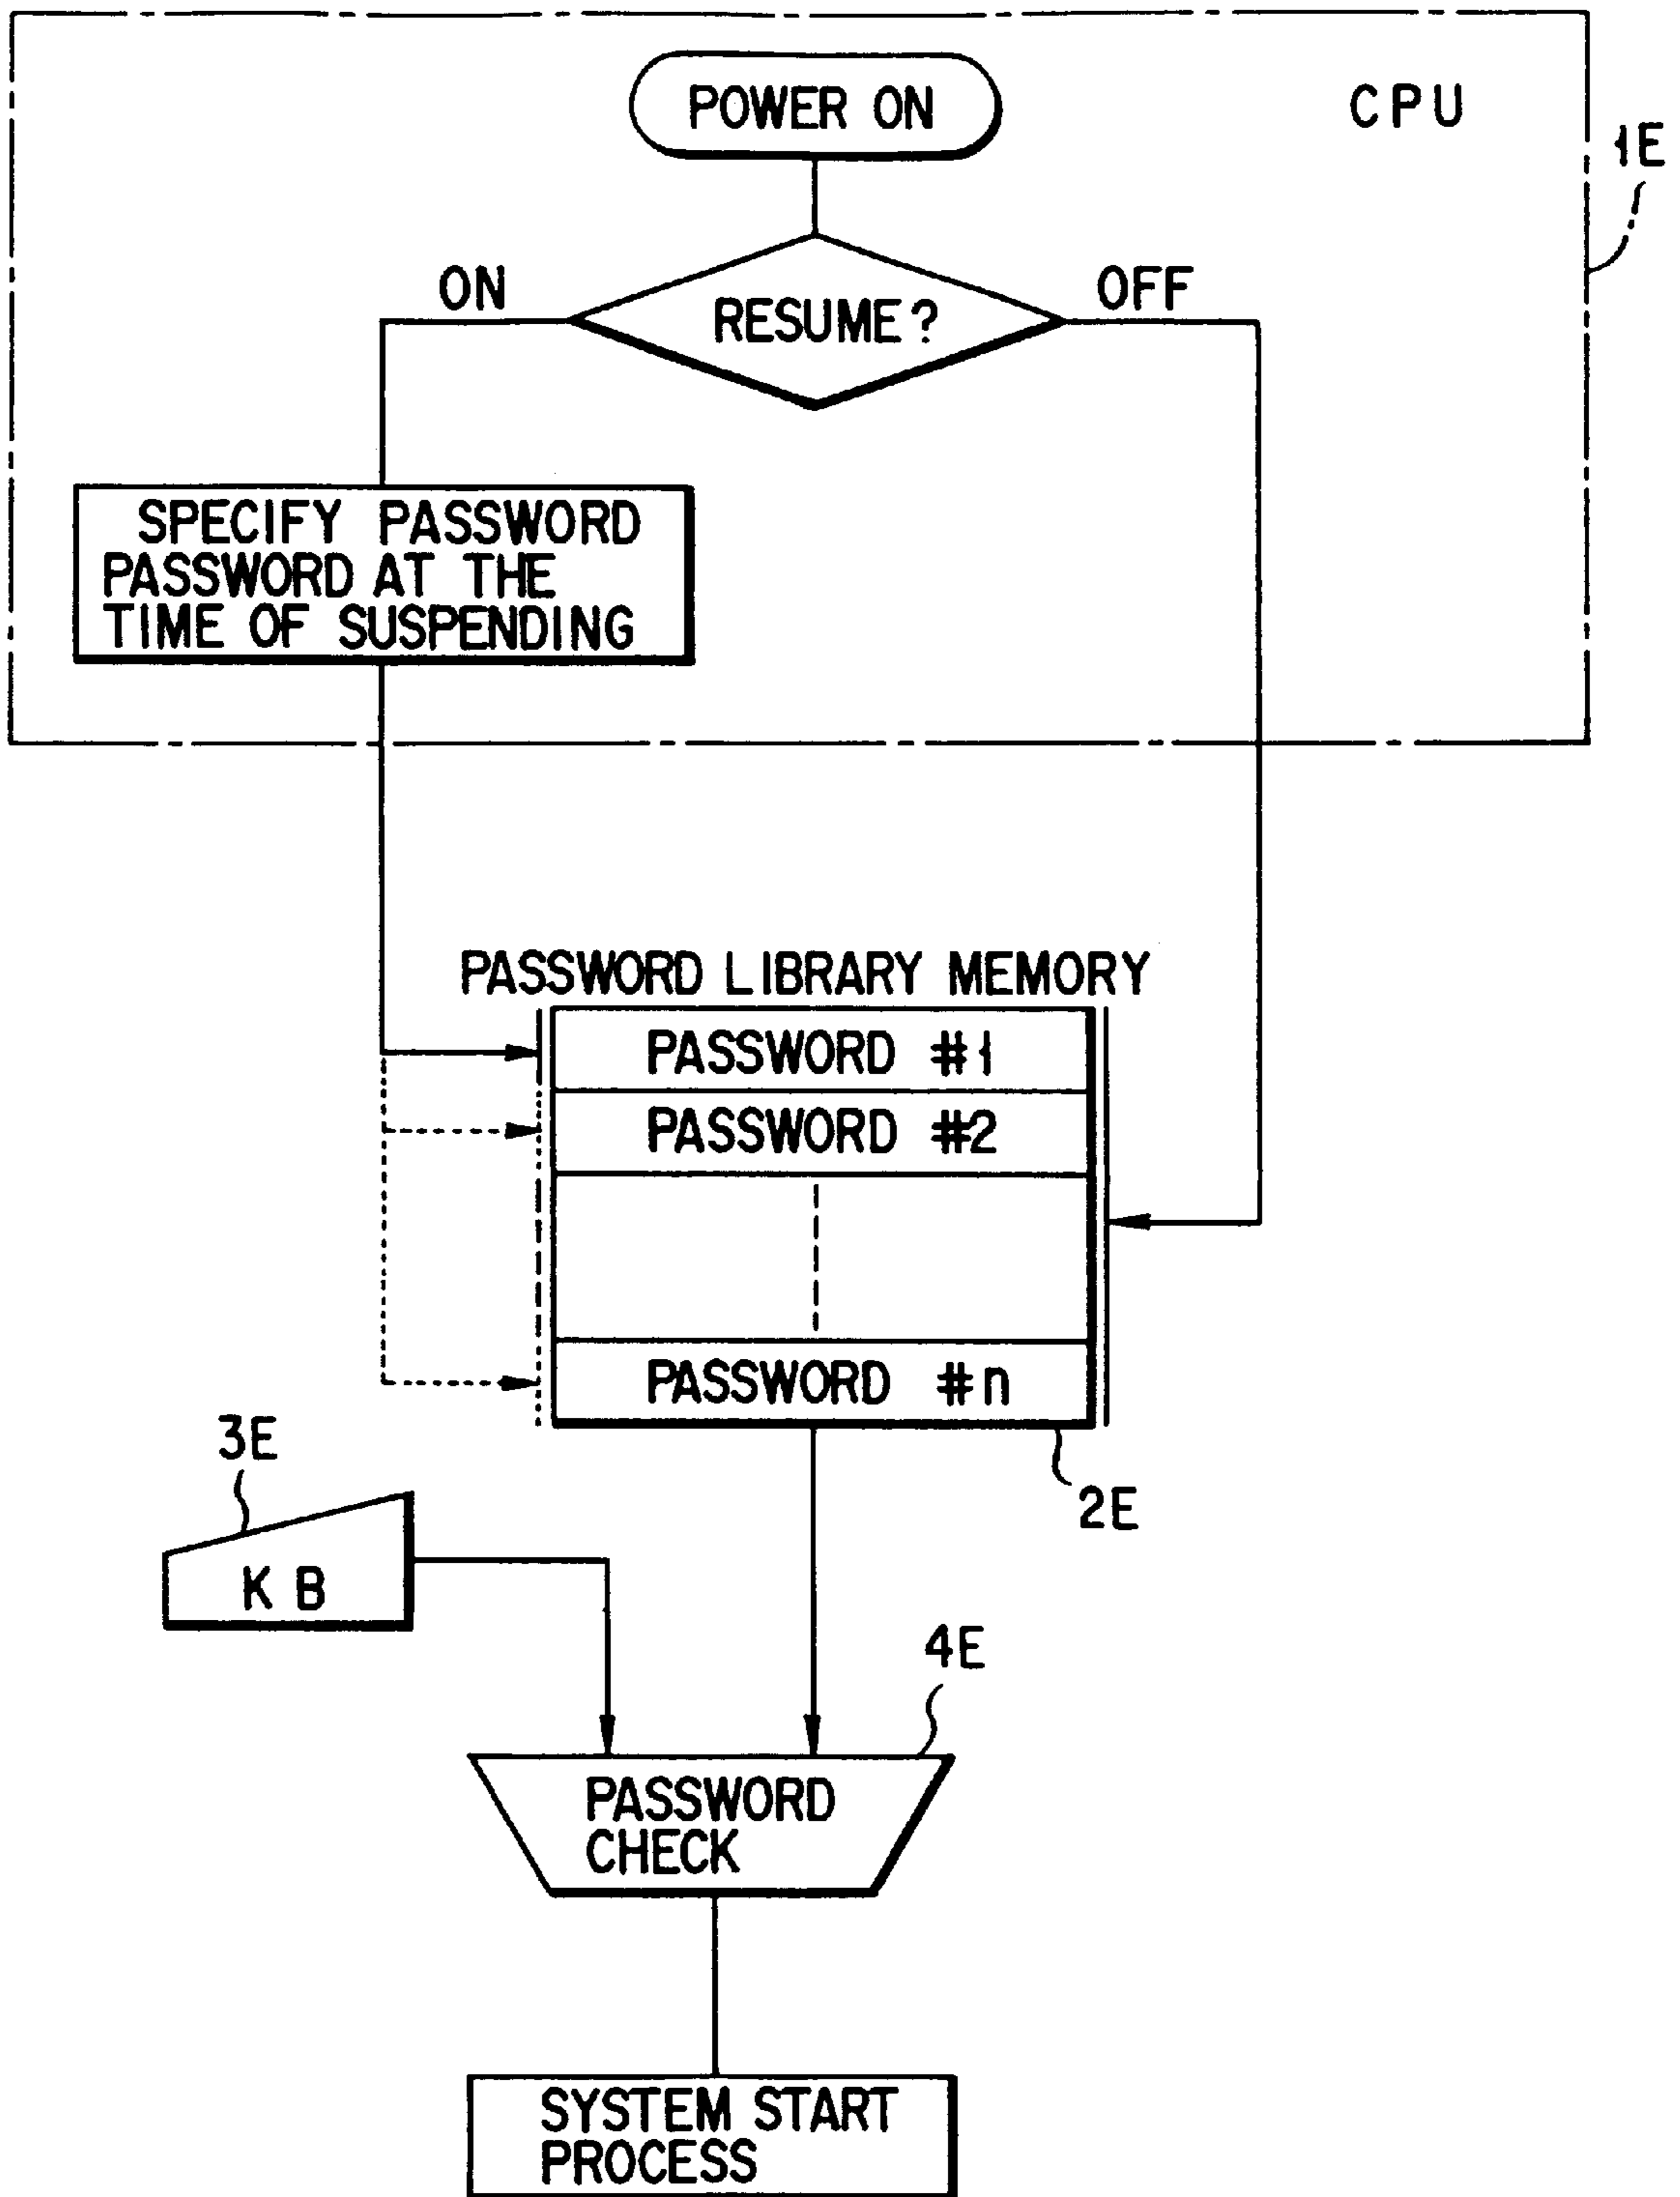 POWER ON
CPU
1E
ON
OFF
RESUME?
SPECIFY PASSWORD
PASSWORD AT THE
TIME OF SUSPENDING
PASSWORD LIBRARY MEMORY
PASSWORD #1
PASSWORD #2
PASSWORD #n
2E
3E
KB
4E
PASSWORD
CHECK
SYSTEM START
PROCESS